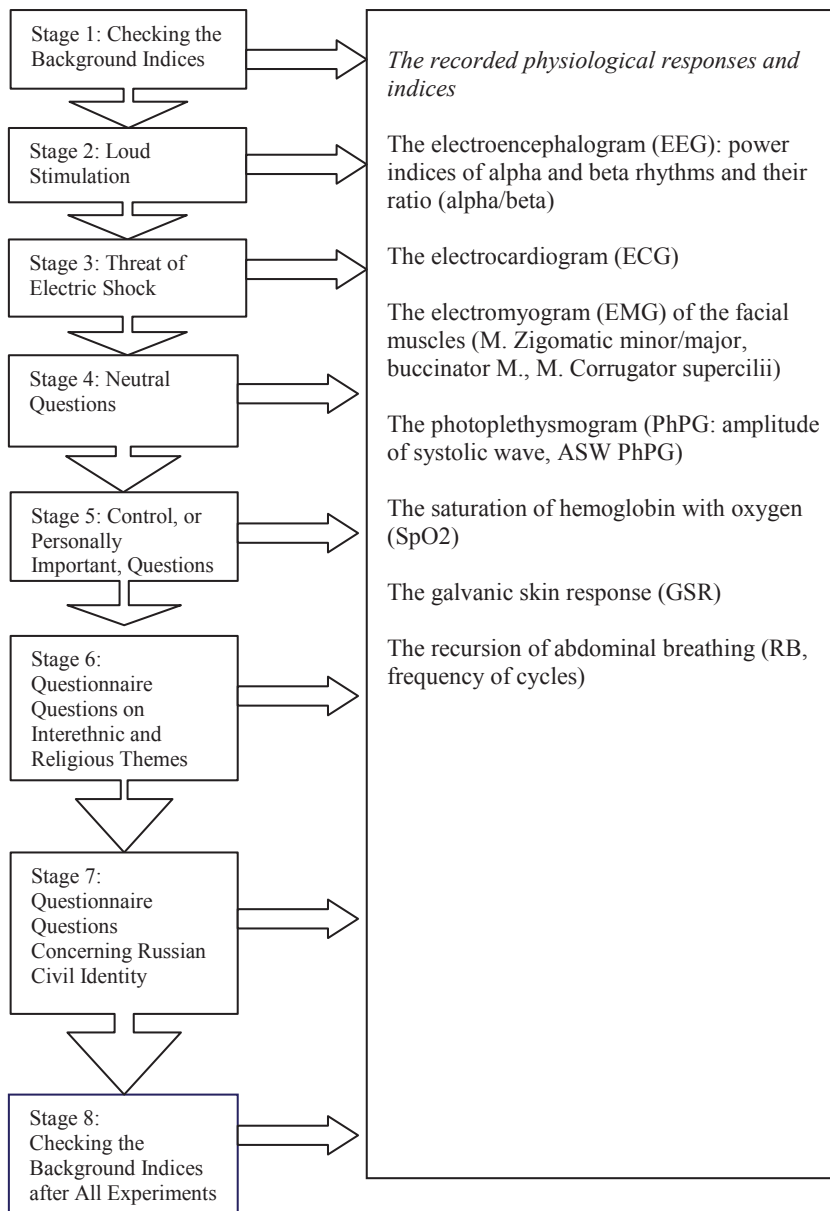 Stage 1: Checking the
Background Indices
Stage 2: Loud
Stimulation
Stage 3: Threat of
Electric Shock
Stage 4: Neutral
Questions
Stage 5: Control, or
Personally
Important, Questions
Stage 6:
Questionnaire
Questions on
Interethnic and
Religious Themes
Stage 7:
Questionnaire
Questions
Concerning Russian
Civil Identity
Stage 8:
Checking the
Background Indices
after All Experiments
The recorded physiological responses and
indices
The electroencephalogram (EEG): power
indices of alpha and beta rhythms and their
ratio (alpha/beta)
The electrocardiogram (ECG)
The electromyogram (EMG) of the facial
muscles (M. Zigomatic minor/major,
buccinator M., M. Corrugator supercilii)
The photoplethysmogram (PhPG: amplitude
of systolic wave, ASW PhPG)
The saturation of hemoglobin with oxygen
(SpO2)
The galvanic skin response (GSR)
The recursion of abdominal breathing (RB,
frequency of cycles)